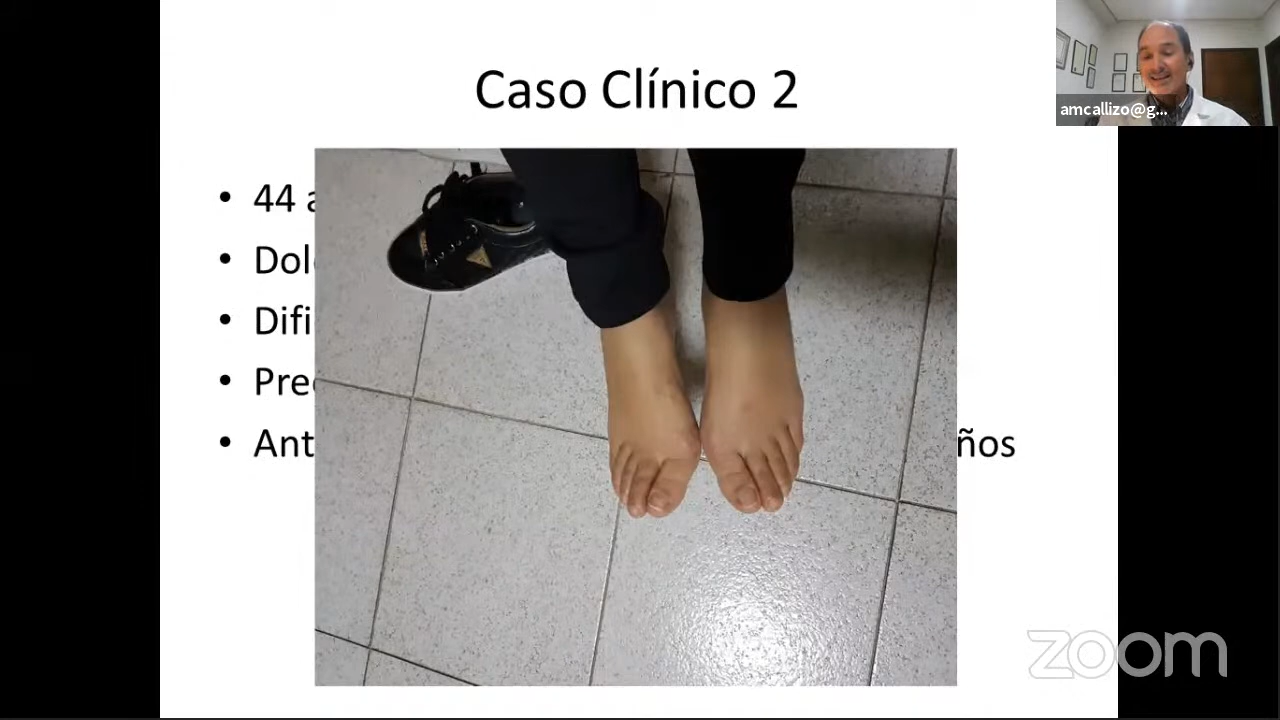 Caso Clínico 2
amcallizo@g...
• 44 a
• Dol
• Difi
• Pre
• Ant ños
zoom